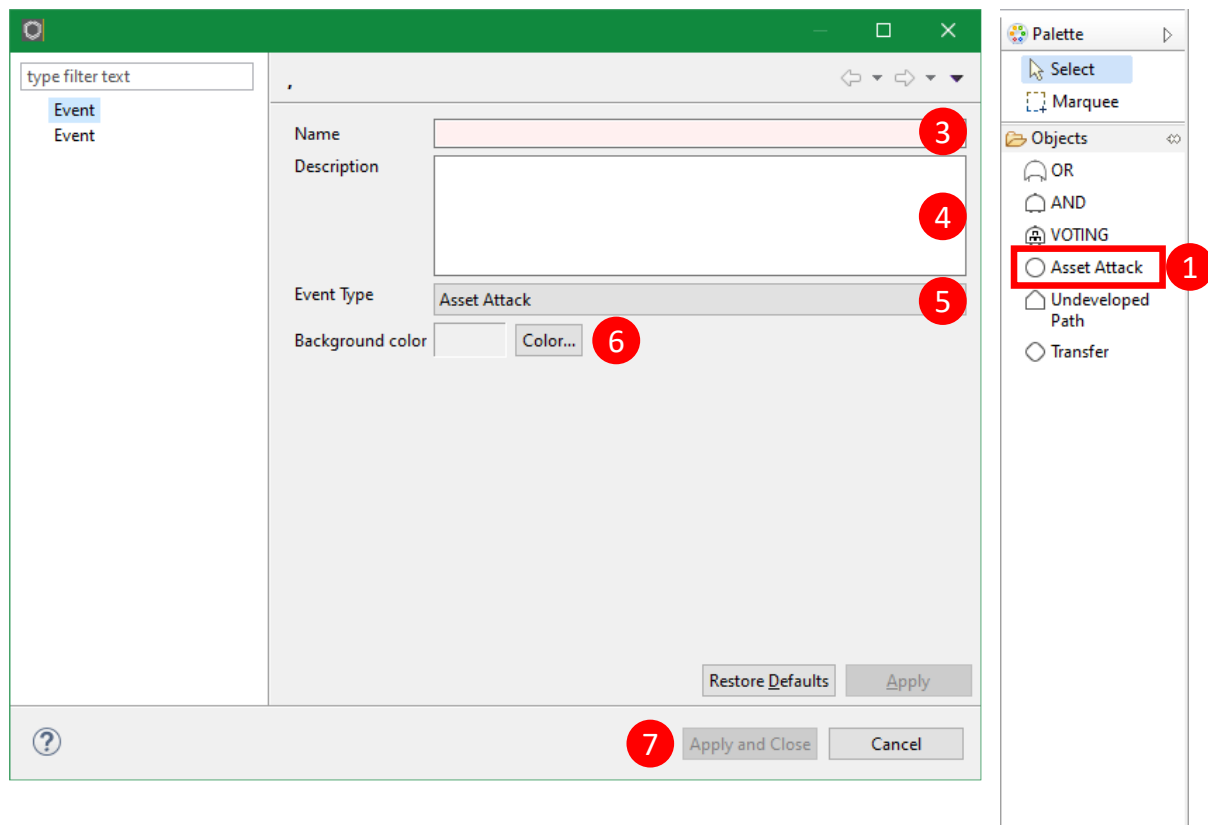 type filter text
Event
Event
,
Name
3
Description
4
Event Type
Asset Attack
5
Background color
Color...
6
Restore Defaults
Apply
?
7
Apply and Close
Cancel
Palette
Select
Marquee
Objects
OR
AND
VOTING
Asset Attack
1
Undeveloped
Path
Transfer